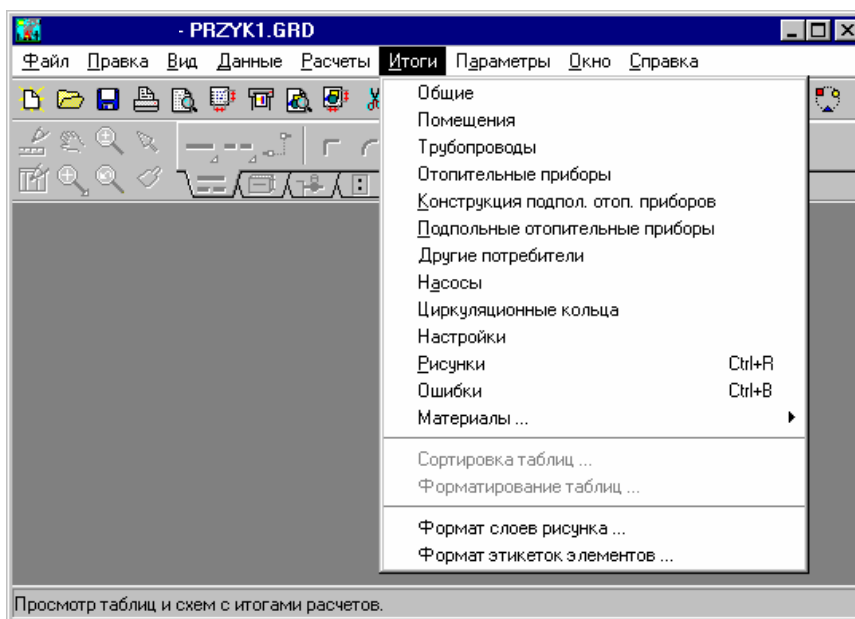 - PRZYK1.GRD
Файл Правка Вид Данные Расчеты Итоги Параметры Окно Справка
Общие
Помещения
Трубопроводы
Отопительные приборы
Конструкция подпол. отоп. приборов
Подпольные отопительные приборы
Другие потребители
Насосы
Циркуляционные кольца
Настройки
Рисунки Ctrl+R
Ошибки Ctrl+B
Материалы ...
Сортировка таблиц ...
Форматирование таблиц ...
Формат слоев рисунка ...
Формат этикеток элементов ...
Просмотр таблиц и схем с итогами расчетов.